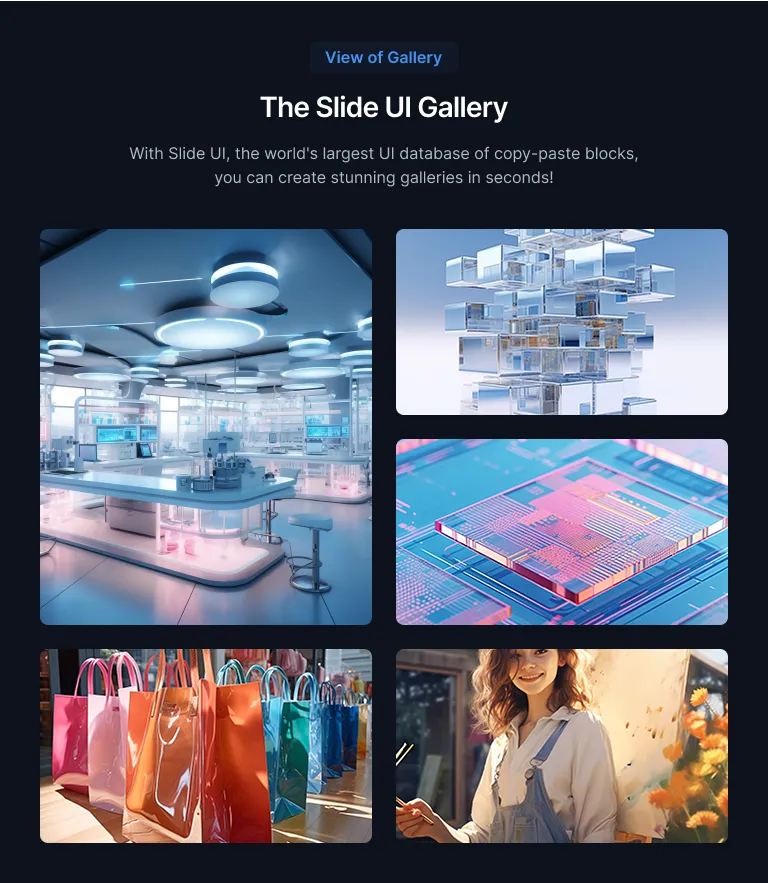 View of Gallery
The Slide UI Gallery
With Slide UI, the world's largest UI database of copy-paste blocks,
you can create stunning galleries in seconds!